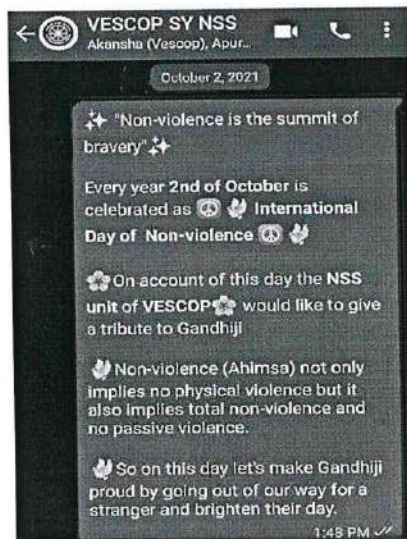 VESCOP SY NSS
Akansha (Vescop), Apur...
October 2, 2021
✨ "Non-violence is the summit of
bravery"✨
Every year 2nd of October is
celebrated as ☮️ 🕊️ International
Day of Non-violence ☮️ 🕊️
🌸On account of this day the NSS
unit of VESCOP🌸 would like to give
a tribute to Gandhiji
🕊️Non-violence (Ahimsa) not only
implies no physical violence but it
also implies total non-violence and
no passive violence.
🕊️So on this day let's make Gandhiji
proud by going out of our way for a
stranger and brighten their day.
1:48 PM